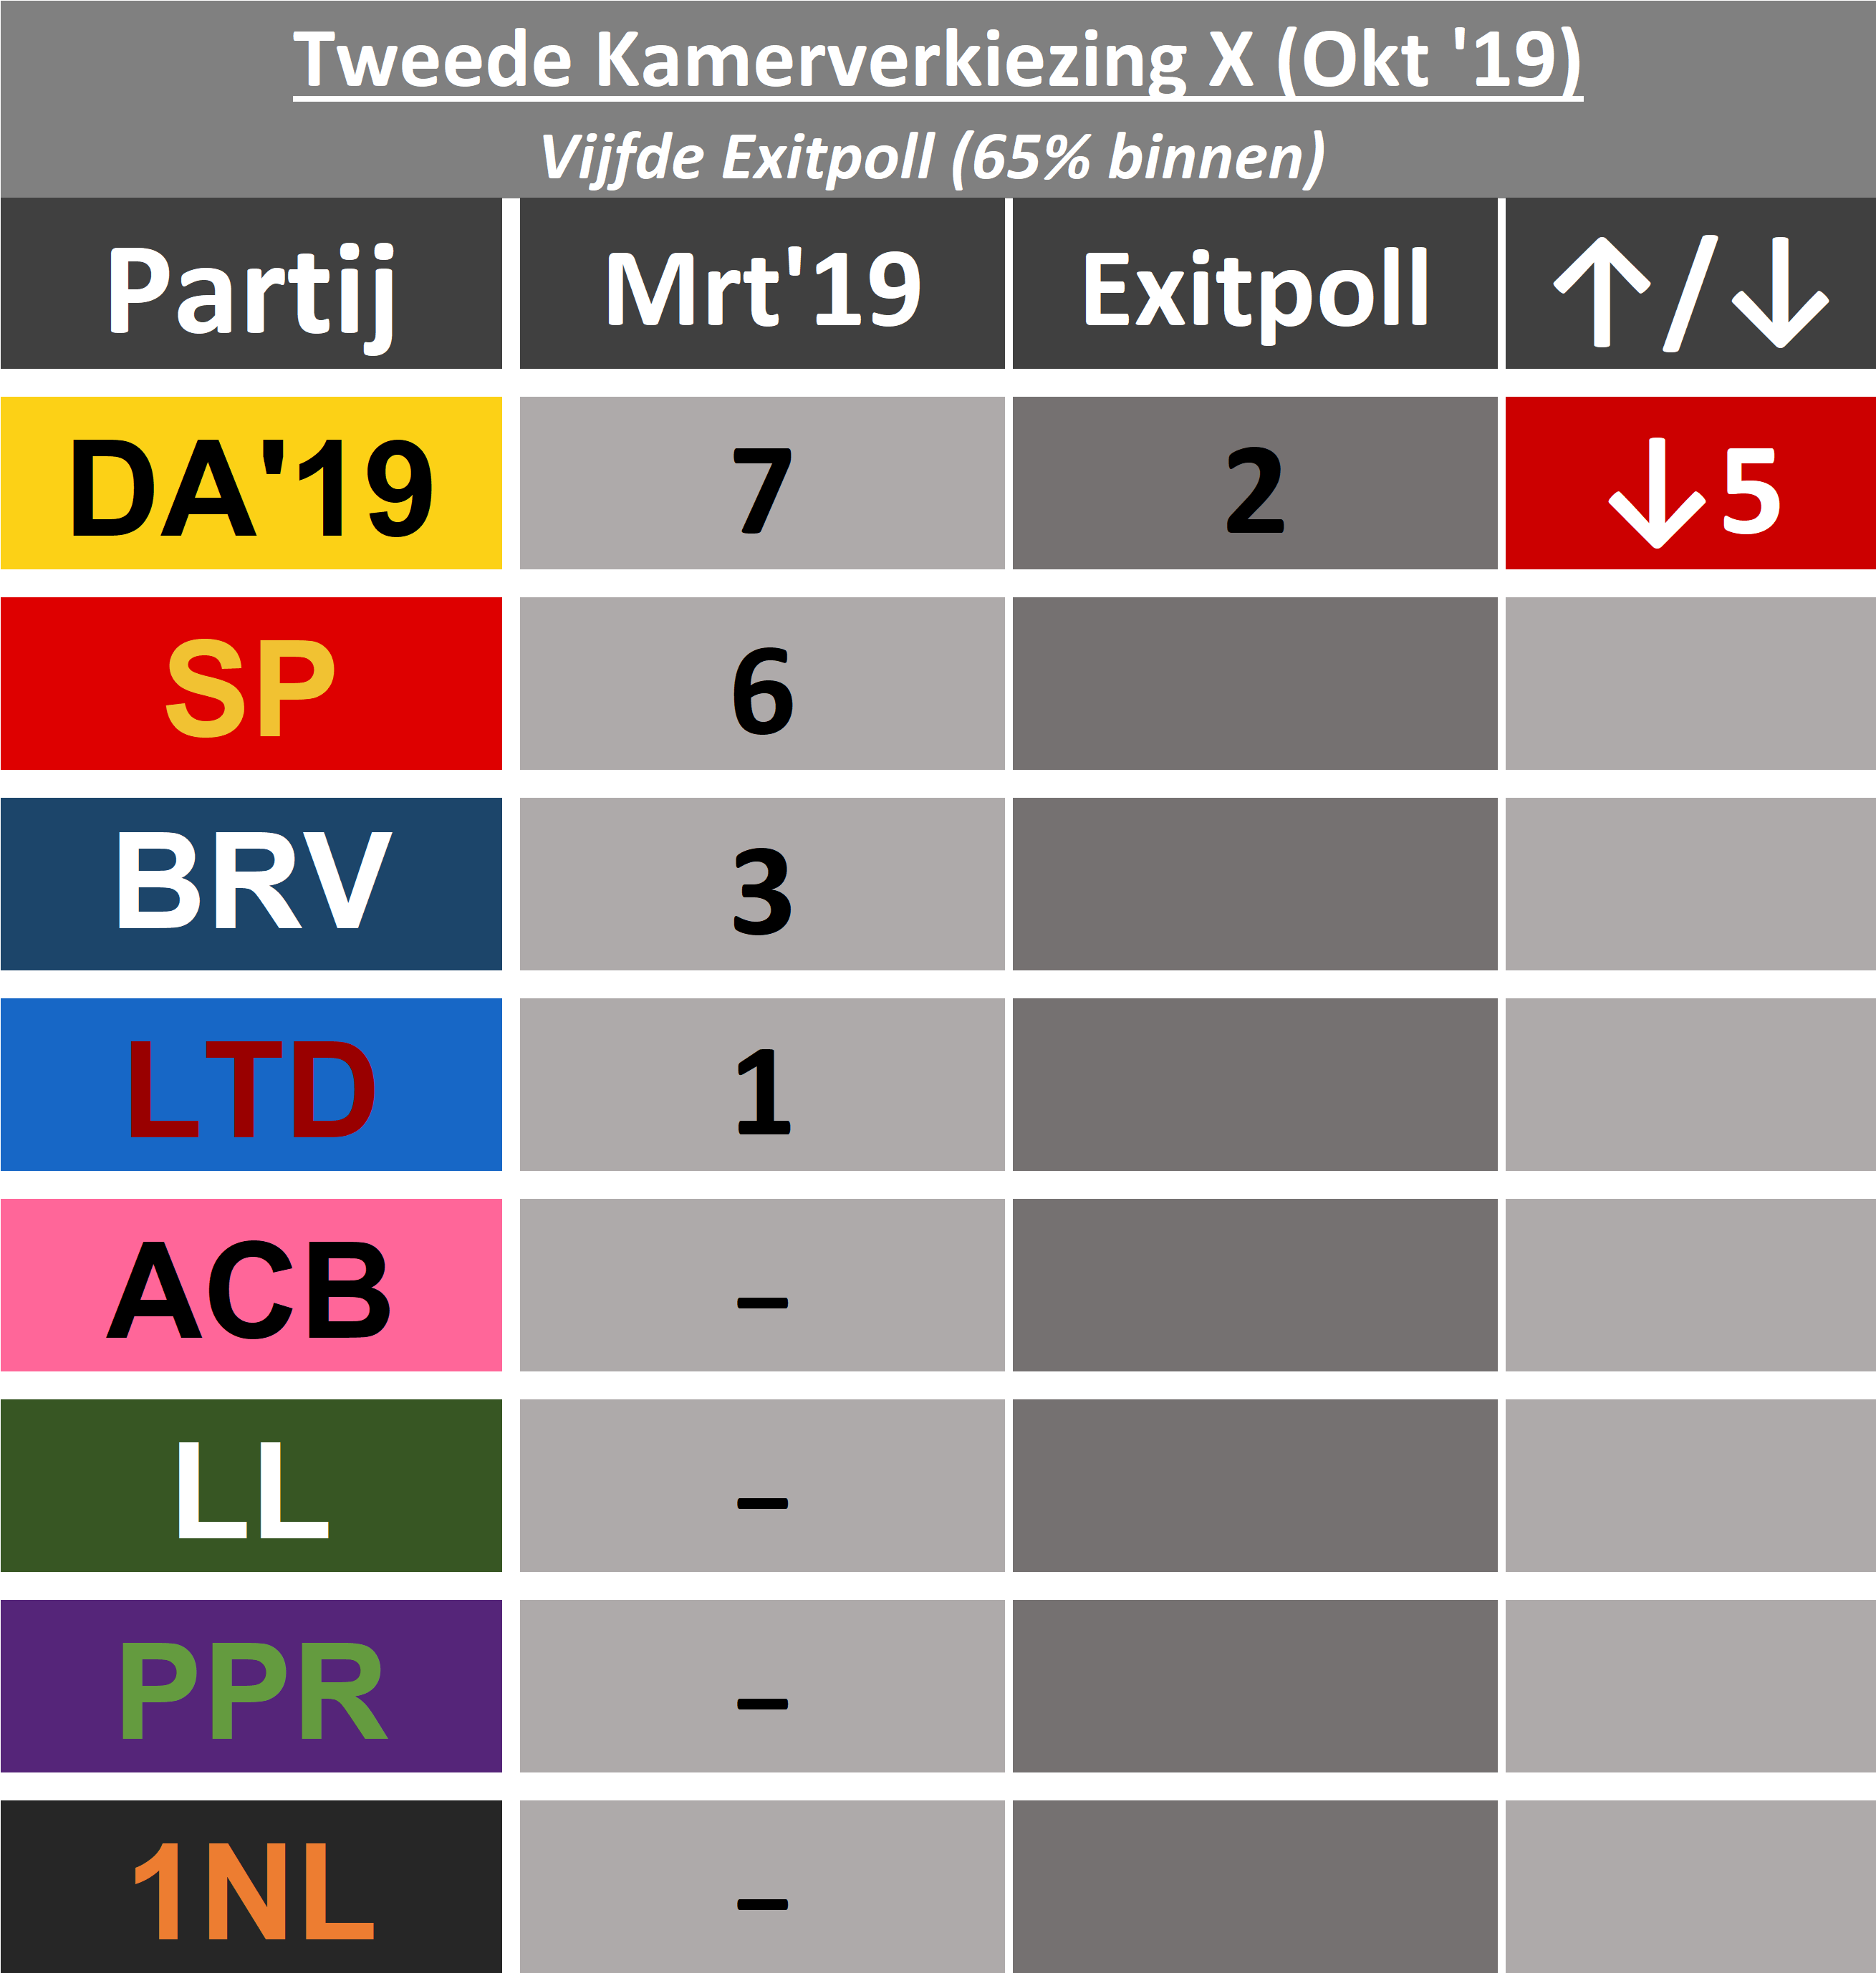 Tweede Kamerverkiezing X (Okt '19)
Vijfde Exitpoll (65% binnen)
Partij Mrt'19 Exitpoll ↑/↓
DA'19 7 2 ↓5
SP 6
BRV 3
LTD 1
ACB –
LL –
PPR –
1NL –